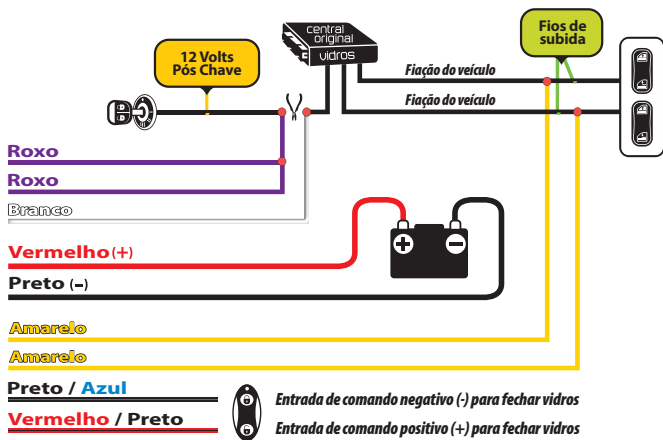 central
original
vidros
Fios de
subida
12 Volts
Pós Chave
Fiação do veículo
Fiação do veículo
Roxo
Roxo
Branco
Vermelho (+)
Preto (-)
+ -
Amarelo
Amarelo
Preto / Azul
Entrada de comando negativo (-) para fechar vidros
Vermelho / Preto
Entrada de comando positivo (+) para fechar vidros